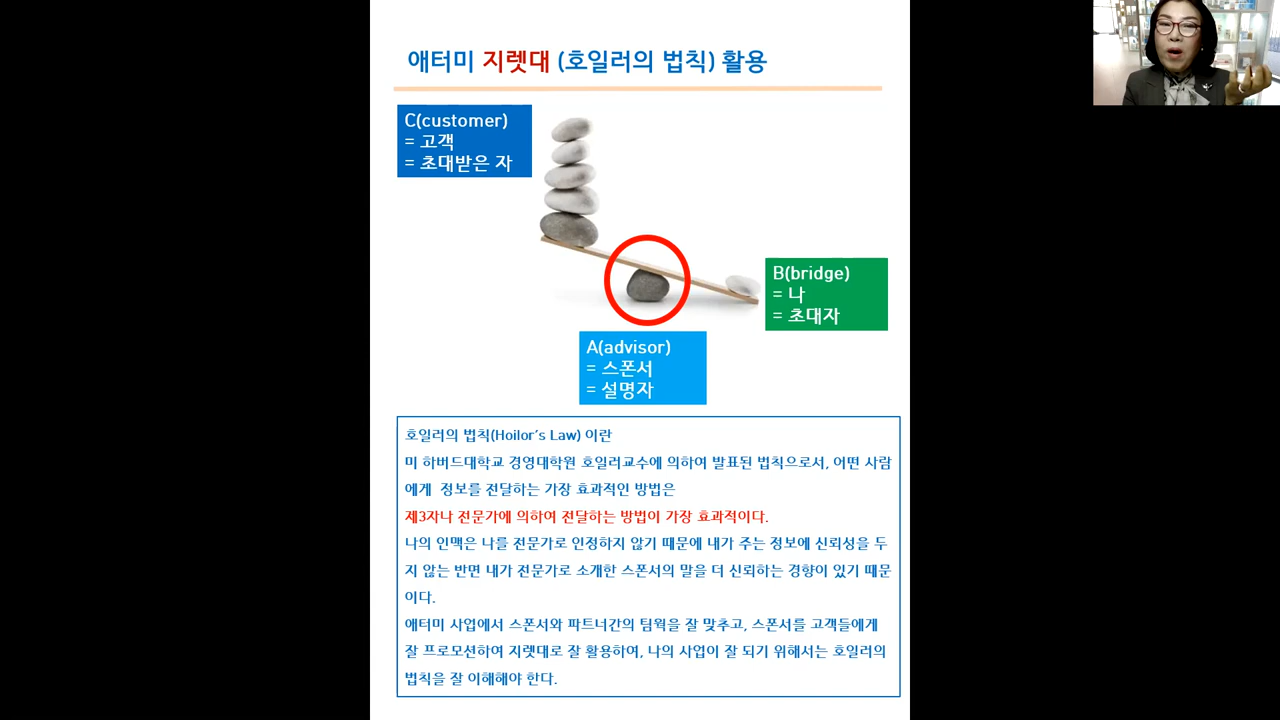 애터미 지렛대 (호일러의 법칙) 활용
C(customer)
= 고객
= 초대받은 자
B(bridge)
= 나
= 초대자
A(advisor)
= 스폰서
= 설명자
호일러의 법칙(Hoilor's Law) 이란
미 하버드대학교 경영대학원 호일러교수에 의하여 발표된 법칙으로서, 어떤 사람
에게 정보를 전달하는 가장 효과적인 방법은
제3자나 전문가에 의하여 전달하는 방법이 가장 효과적이다.
나의 인맥은 나를 전문가로 인정하지 않기 때문에 내가 주는 정보에 신뢰성을 두
지 않는 반면 내가 전문가로 소개한 스폰서의 말을 더 신뢰하는 경향이 있기 때문
이다.
애터미 사업에서 스폰서와 파트너간의 팀웍을 잘 맞추고, 스폰서를 고객들에게
잘 프로모션하여 지렛대로 잘 활용하여, 나의 사업이 잘 되기 위해서는 호일러의
법칙을 잘 이해해야 한다.